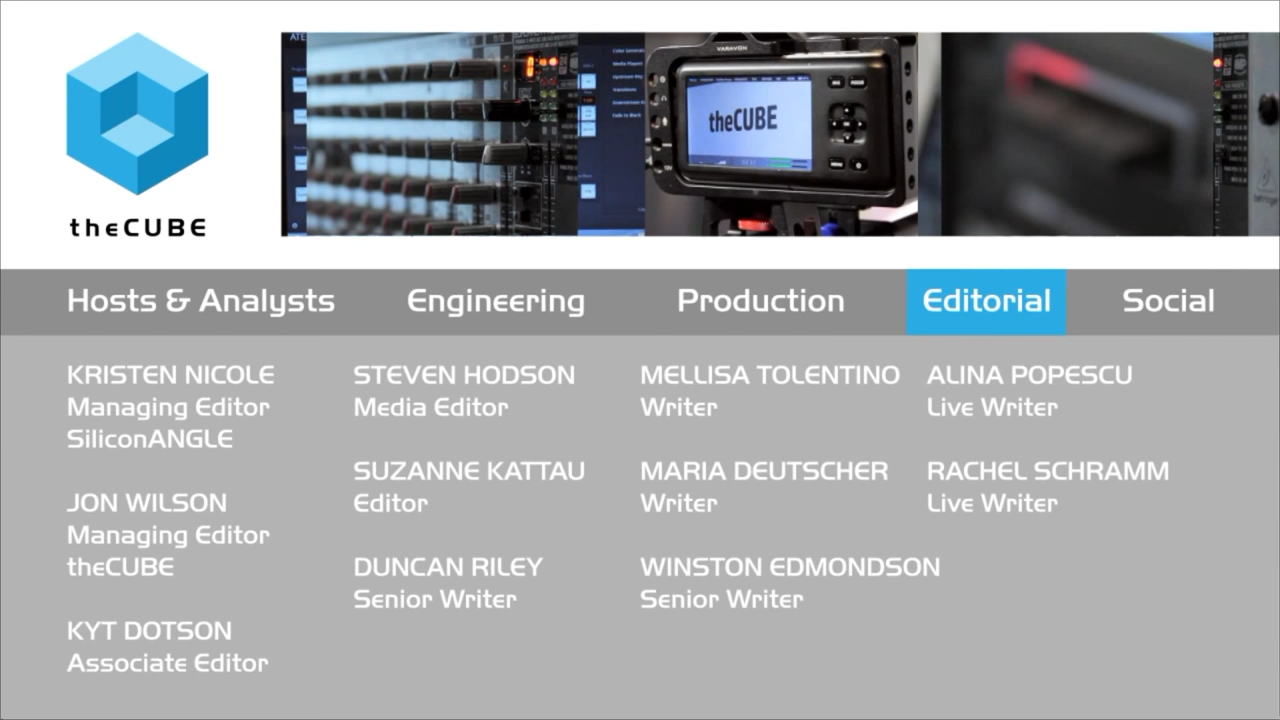 theCUBE
ATE
VARAVON
theCUBE
Hosts & Analysts
Engineering
Production
Editorial
Social
KRISTEN NICOLE
Managing Editor
SiliconANGLE
JON WILSON
Managing Editor
theCUBE
KYT DOTSON
Associate Editor
STEVEN HODSON
Media Editor
SUZANNE KATTAU
Editor
DUNCAN RILEY
Senior Writer
MELLISA TOLENTINO
Writer
MARIA DEUTSCHER
Writer
WINSTON EDMONDSON
Senior Writer
ALINA POPESCU
Live Writer
RACHEL SCHRAMM
Live Writer